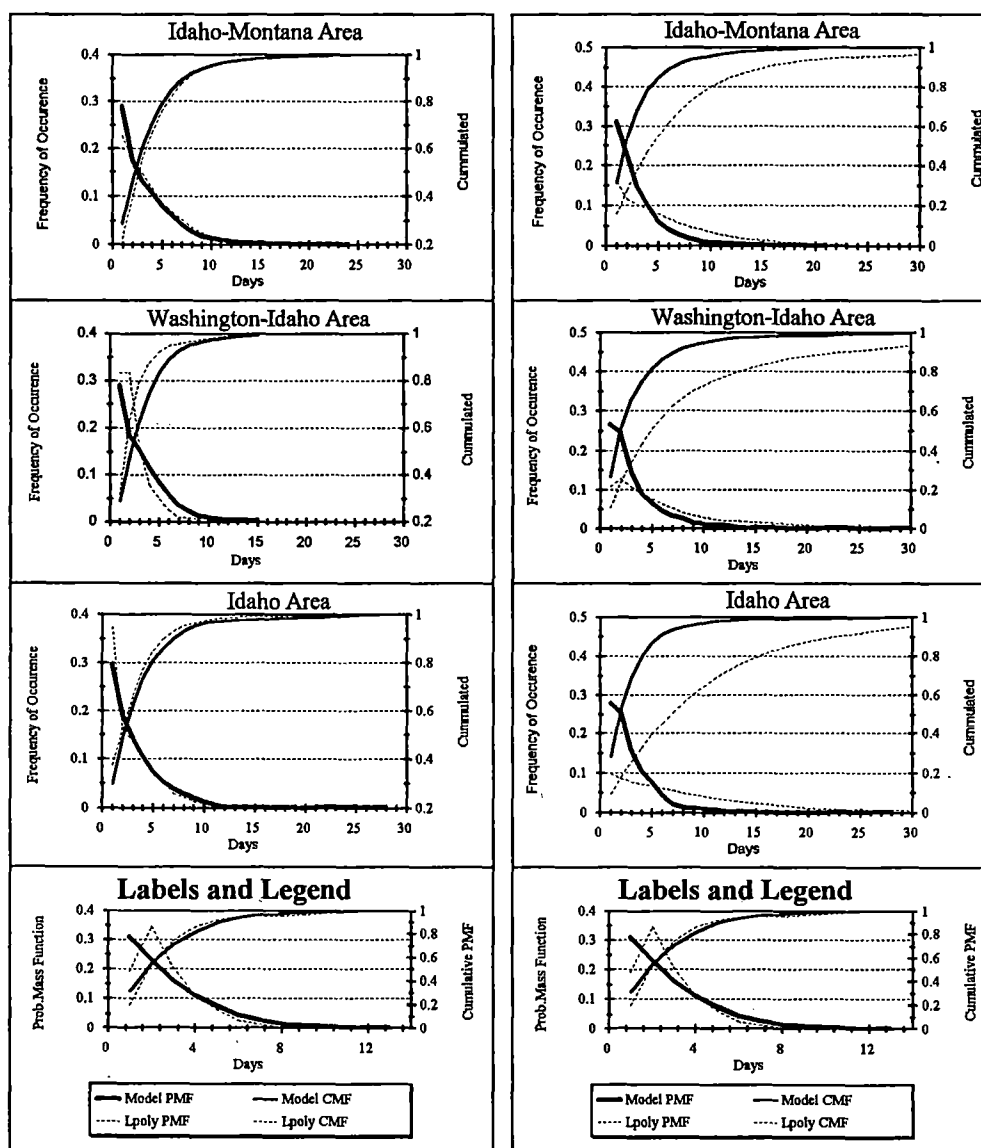 Idaho-Montana Area
0.4
0.3
0.2
0.1
0
1
0.8
0.6
0.4
0.2
0 5 10 15 20 25 30
Days
Frequency of Occurence
Cummulated
Washington-Idaho Area
0.4
0.3
0.2
0.1
0
1
0.8
0.6
0.4
0.2
0 5 10 15 20 25 30
Days
Frequency of Occurence
Cummulated
Idaho Area
0.4
0.3
0.2
0.1
0
1
0.8
0.6
0.4
0.2
0 5 10 15 20 25 30
Days
Frequency of Occurence
Cummulated
Labels and Legend
0.4
0.3
0.2
0.1
0
1
0.8
0.6
0.4
0.2
0
0 4 8 12
Days
Prob.Mass Function
Cumulative PMF
Model PMF Model CMF
Lpoly PMF Lpoly CMF
Idaho-Montana Area
0.5
0.4
0.3
0.2
0.1
0
1
0.8
0.6
0.4
0.2
0
0 5 10 15 20 25 30
Days
Frequency of Occurence
Cummulated
Washington-Idaho Area
0.5
0.4
0.3
0.2
0.1
0
1
0.8
0.6
0.4
0.2
0
0 5 10 15 20 25 30
Days
Frequency of Occurence
Cummulated
Idaho Area
0.5
0.4
0.3
0.2
0.1
0
1
0.8
0.6
0.4
0.2
0
0 5 10 15 20 25 30
Days
Frequency of Occurence
Cummulated
Labels and Legend
0.4
0.3
0.2
0.1
0
1
0.8
0.6
0.4
0.2
0
0 4 8 12
Days
Prob.Mass Function
Cumulative PMF
Model PMF Model CMF
Lpoly PMF Lpoly CMF